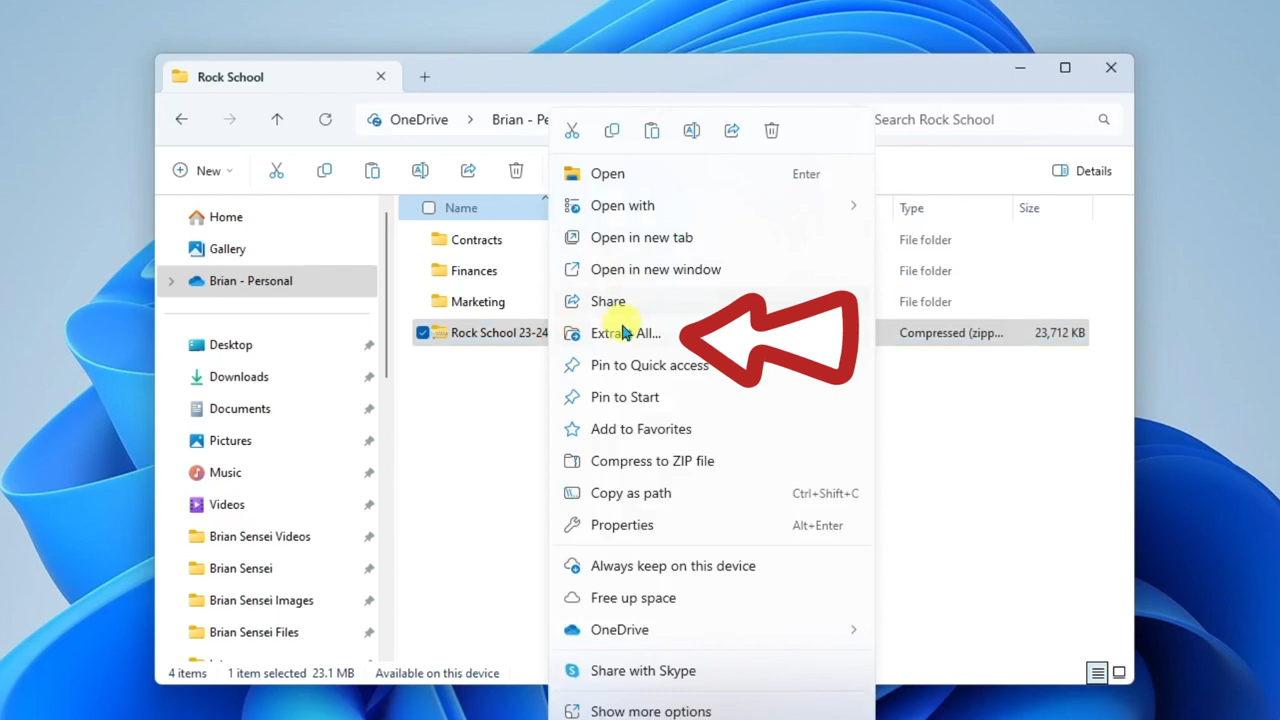 Rock School
OneDrive > Brian - Pe
Search Rock School
New
Details
Home
Gallery
Brian - Personal
Desktop
Downloads
Documents
Pictures
Music
Videos
Brian Sensei Videos
Brian Sensei
Brian Sensei Images
Brian Sensei Files
Name
Type
Size
Contracts
File folder
Finances
File folder
Marketing
File folder
Rock School 23-24
Compressed (zipp...
23,712 KB
Open
Enter
Open with
Open in new tab
Open in new window
Share
Extract All...
Pin to Quick access
Pin to Start
Add to Favorites
Compress to ZIP file
Copy as path
Ctrl+Shift+C
Properties
Alt+Enter
Always keep on this device
Free up space
OneDrive
Share with Skype
Show more options
4 items
1 item selected 23.1 MB
Available on this device